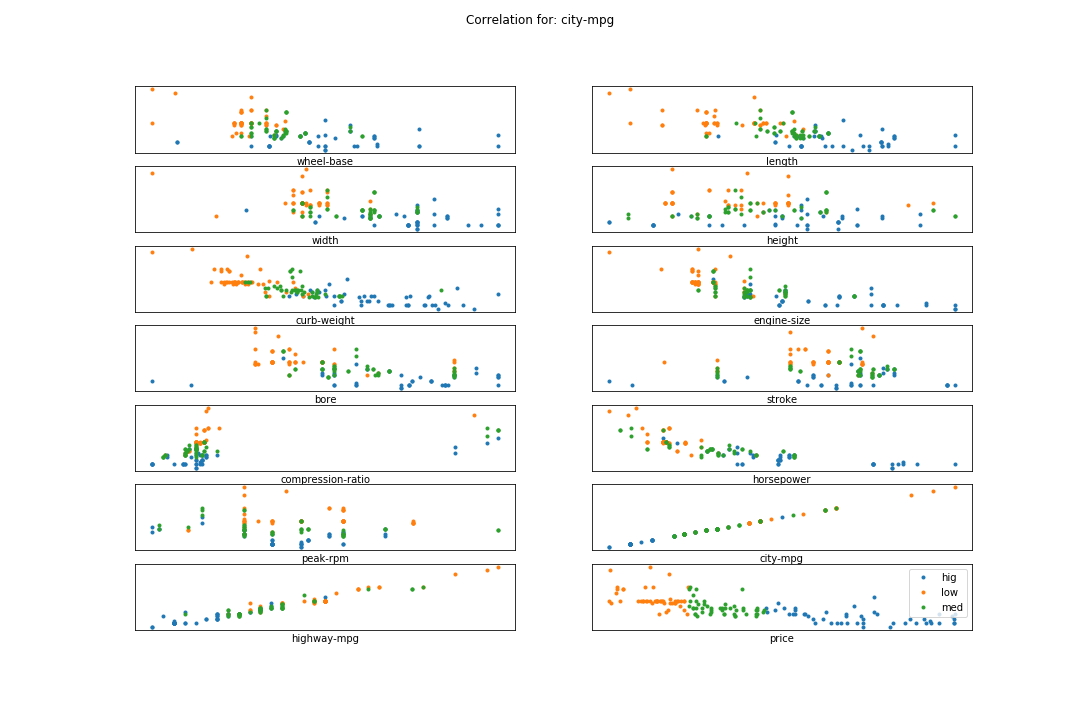 Correlation for: city-mpg
wheel-base
length
width
height
curb-weight
engine-size
bore
stroke
compression-ratio
horsepower
peak-rpm
city-mpg
hig
low
med
highway-mpg
price